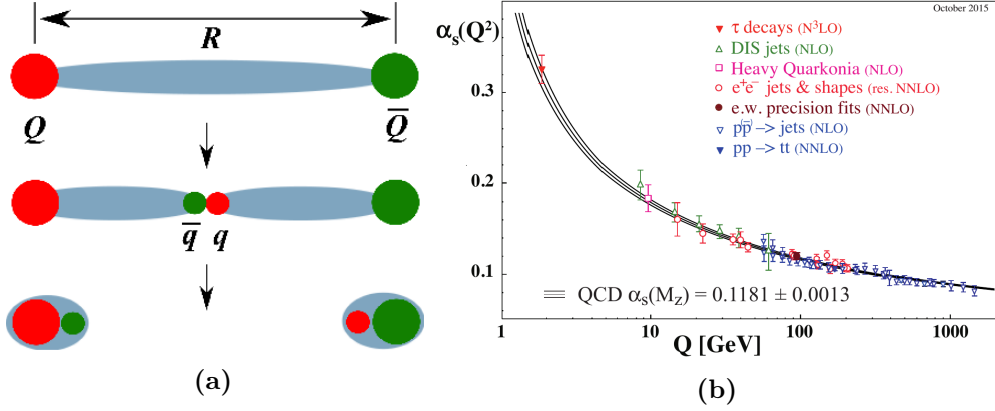 R
Q
Q̅
q̅ q
(a)
October 2015
αs(Q²)
τ decays (N³LO)
DIS jets (NLO)
Heavy Quarkonia (NLO)
e⁺e⁻ jets & shapes (res. NNLO)
e.w. precision fits (NNLO)
p(p̅) –> jets (NLO)
pp –> tt (NNLO)
0.3
0.2
0.1
QCD αs(Mz) = 0.1181 ± 0.0013
1 10 100 1000
Q [GeV]
(b)